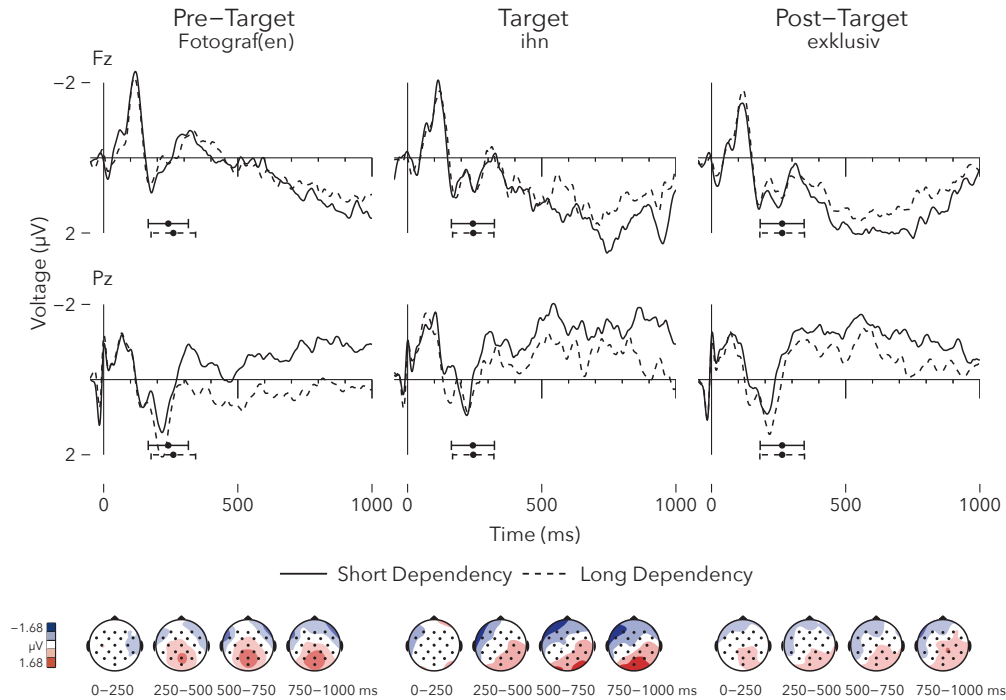 Pre–Target Target Post–Target
Fotograf(en) ihn exklusiv
Fz
−2
2
Voltage (μV)
Pz
−2
2
0 500 1000 0 500 1000 0 500 1000
Time (ms)
Short Dependency Long Dependency
−1.68
μV
1.68
0−250 250−500 500−750 750−1000 ms 0−250 250−500 500−750 750−1000 ms 0−250 250−500 500−750 750−1000 ms